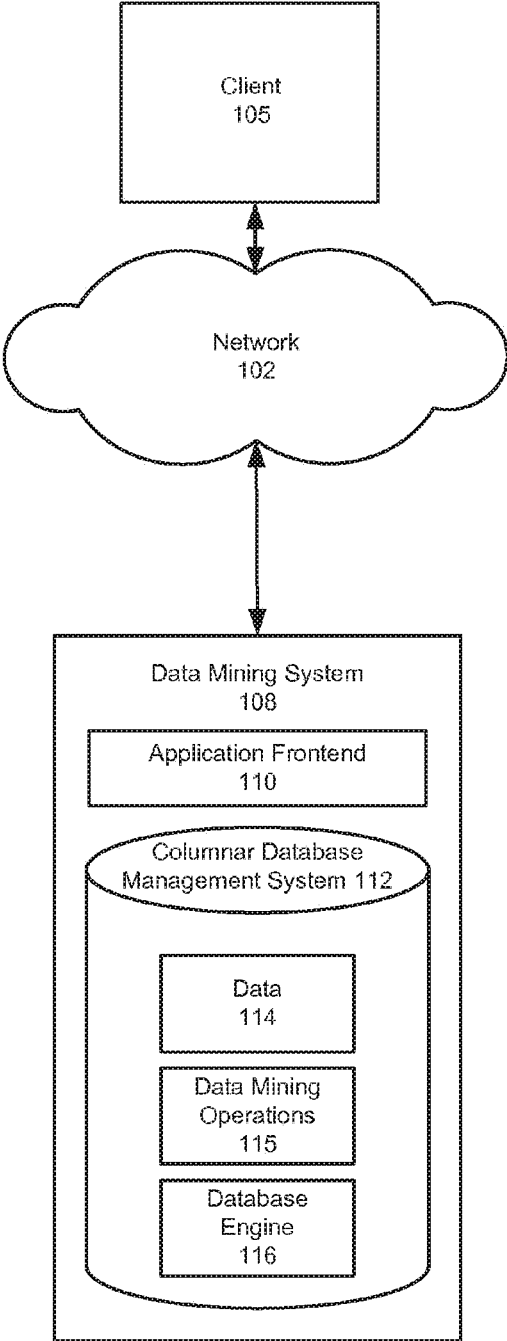 Client
105
Network
102
Data Mining System
108
Application Frontend
110
Columnar Database
Management System 112
Data
114
Data Mining
Operations
115
Database
Engine
116